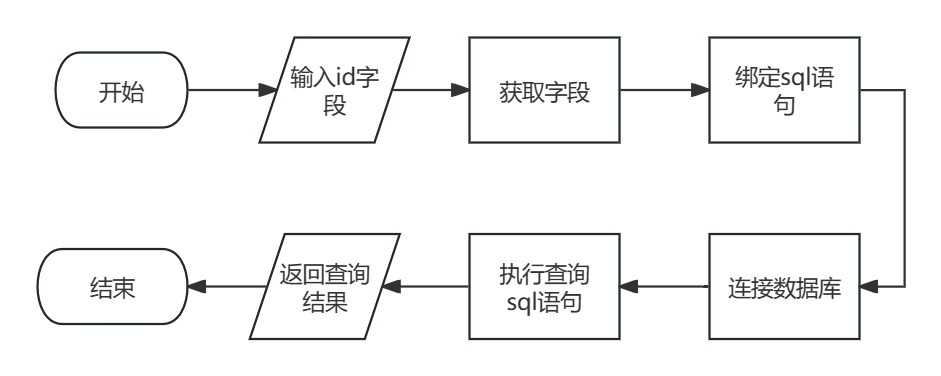 开始
输入id字
段
获取字段
绑定sql语
句
连接数据库
执行查询
sql语句
返回查询
结果
结束